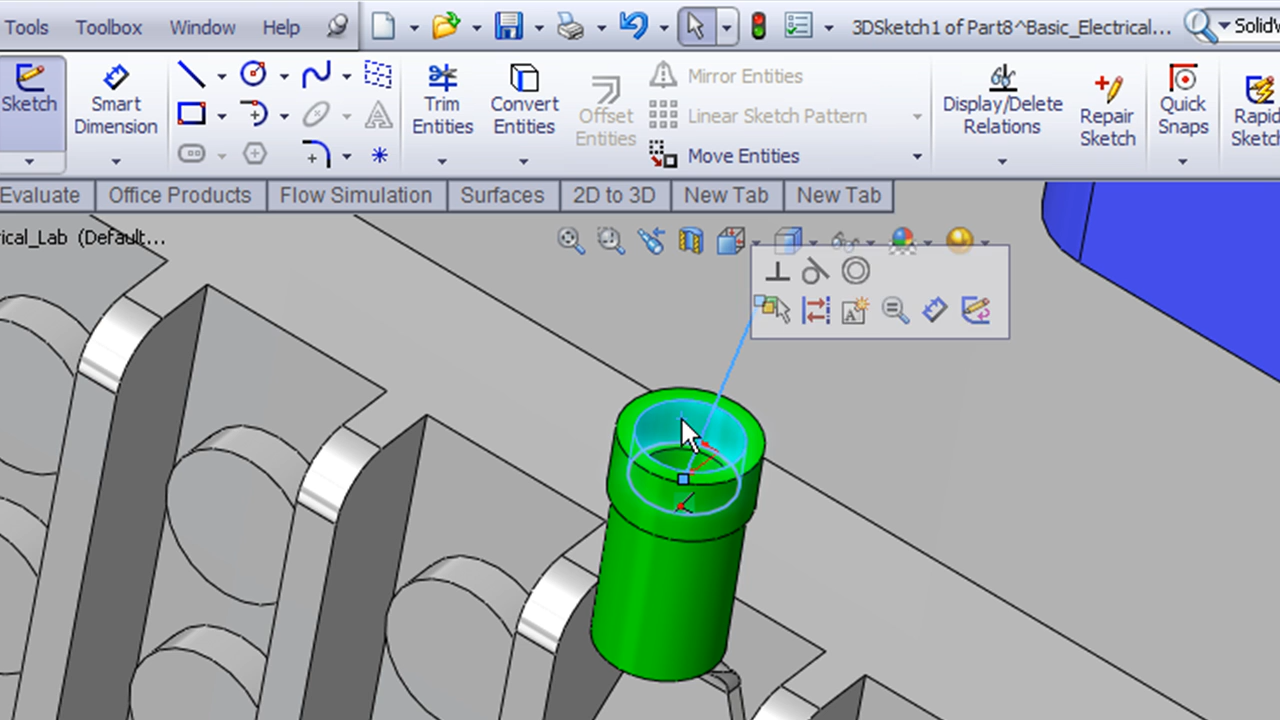 Tools Toolbox Window Help 3DSketch1 of Part8^Basic_Electrical... SolidW
Sketch Smart Dimension Trim Entities Convert Entities Offset Entities Mirror Entities Linear Sketch Pattern Move Entities Display/Delete Relations Repair Sketch Quick Snaps Rapid Sketch
Evaluate Office Products Flow Simulation Surfaces 2D to 3D New Tab New Tab
ical_Lab (Default...